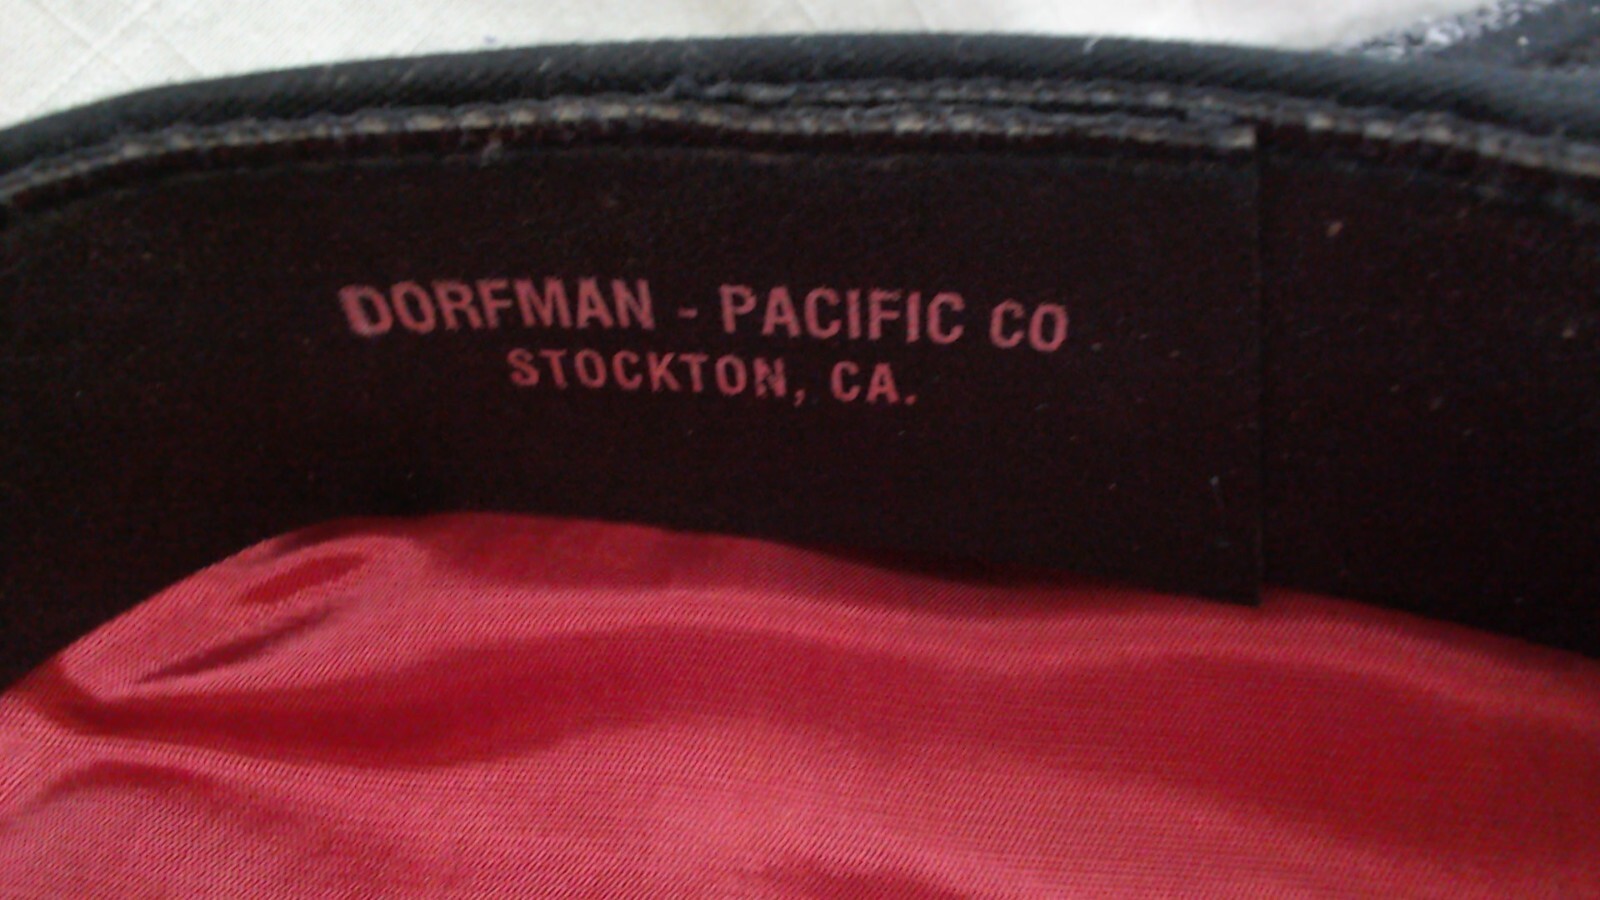 DORFMAN - PACIFIC CO
STOCKTON, CA.